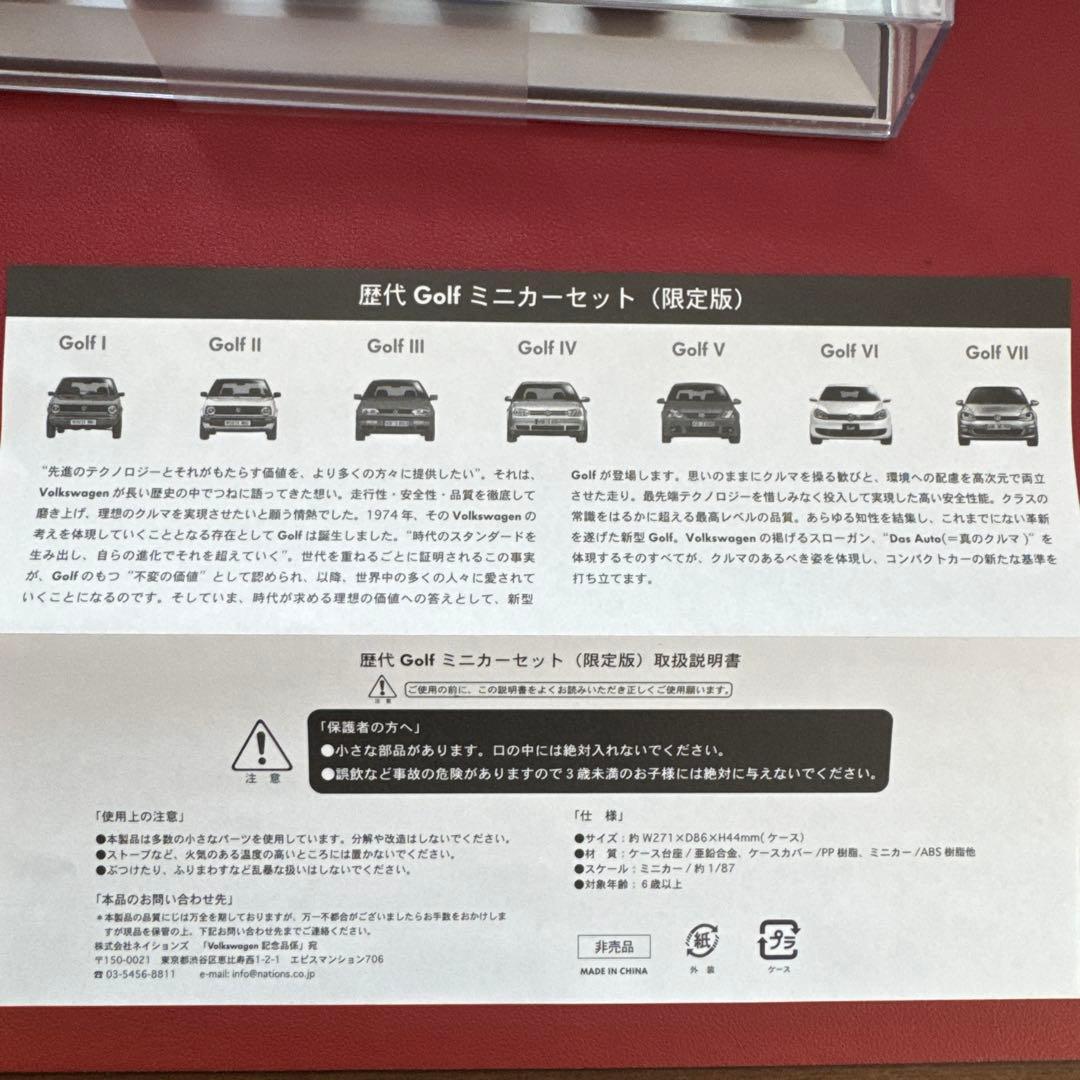 歴代 Golf ミニカーセット（限定版）
Golf I
Golf II
Golf III
Golf IV
Golf V
Golf VI
Golf VII
“先進のテクノロジーとそれがもたらす価値を、より多くの方々に提供したい”。それは、
Volkswagen が長い歴史の中でつねに語ってきた想い。走行性・安全性・品質を徹底して
磨き上げ、理想のクルマを実現させたいと願う情熱でした。1974 年、その Volkswagen の
考えを体現していくこととなる存在として Golf は誕生しました。“時代のスタンダードを
生み出し、自らの進化でそれを超えていく”。世代を重ねるごとに証明されるこの事実
が、Golf のもつ “不変の価値” として認められ、以降、世界中の多くの人々に愛されて
いくことになるのです。そしていま、時代が求める理想の価値への答えとして、新型
Golf が登場します。思いのままにクルマを操る歓びと、環境への配慮を高次元で両立
させた走り。最先端テクノロジーを惜しみなく投入して実現した高い安全性能。クラスの
常識をはるかに超える最高レベルの品質。あらゆる知性を結集し、これまでにない革新
を遂げた新型 Golf。Volkswagen の掲げるスローガン、“Das Auto(＝真のクルマ )” を
体現するそのすべてが、クルマのあるべき姿を体現し、コンパクトカーの新たな基準を
打ち立てます。
歴代 Golf ミニカーセット（限定版）取扱説明書
注 意
ご使用の前に、この説明書をよくお読みいただき正しくご使用願います。
注 意
「保護者の方へ」
●小さな部品があります。口の中には絶対入れないでください。
●誤飲など事故の危険がありますので３歳未満のお子様には絶対に与えないでください。
「使用上の注意」
●本製品は多数の小さなパーツを使用しています。分解や改造はしないでください。
●ストーブなど、火気のある温度の高いところには置かないでください。
●ぶつけたり、ふりまわすなど乱暴な扱いはしないでください。
「本品のお問い合わせ先」
＊本製品の品質にじは万全を期しておりますが、万一不都合がございましたらお手数をおかけしま
すが現品を保管の上、下記お問い合わせ先までご連絡ください。
株式会社ネイションズ 「Volkswagen 記念品係」宛
〒150-0021 東京都渋谷区恵比寿西1-2-1 エビスマンション706
☎ 03-5456-8811 e-mail: info@nations.co.jp
「仕 様」
●サイズ：約 W271×D86×H44mm( ケース)
●材 質：ケース台座 / 亜鉛合金、ケースカバー /PP 樹脂、ミニカー /ABS 樹脂他
●スケール：ミニカー / 約 1/87
●対象年齢：６歳以上
非売品
MADE IN CHINA
紙
外 装
プラ
ケース